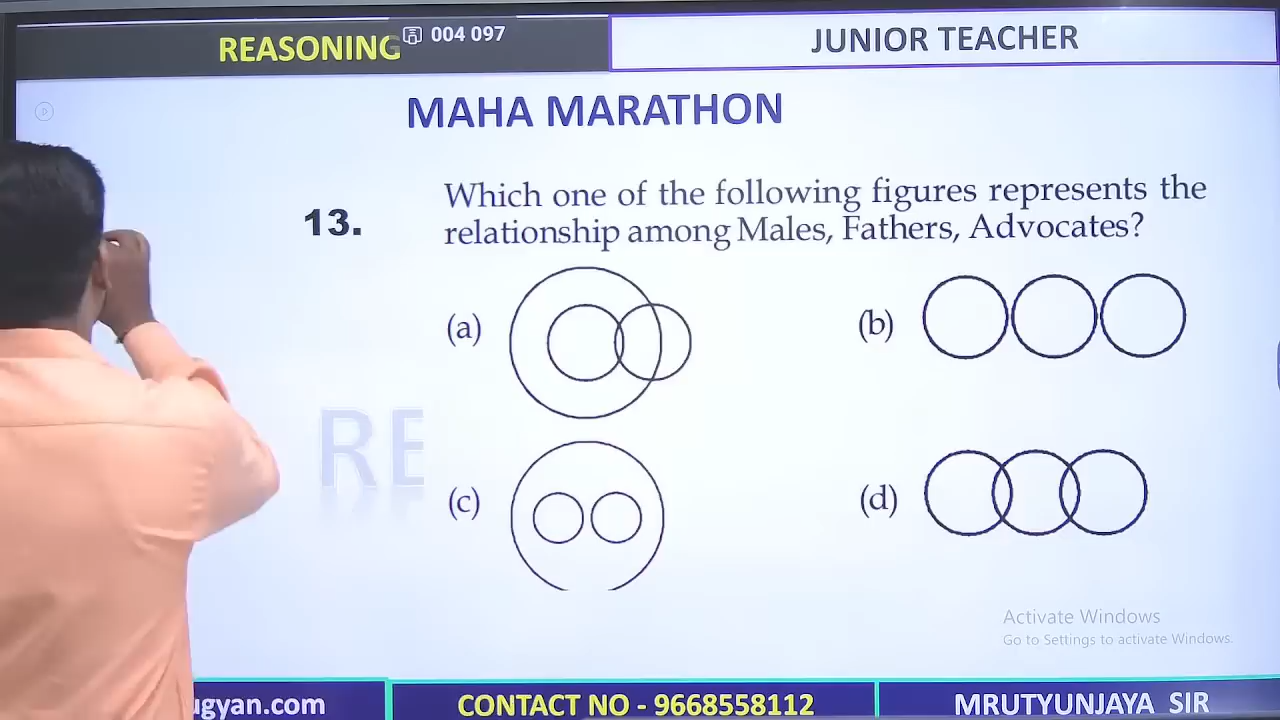 REASONING
004 097
JUNIOR TEACHER
MAHA MARATHON
13.
Which one of the following figures represents the
relationship among Males, Fathers, Advocates?
(a)
(b)
RE
(c)
(d)
Activate Windows
Go to Settings to activate Windows.
ugyan.com
CONTACT NO - 9668558112
MRUTYUNJAYA SIR